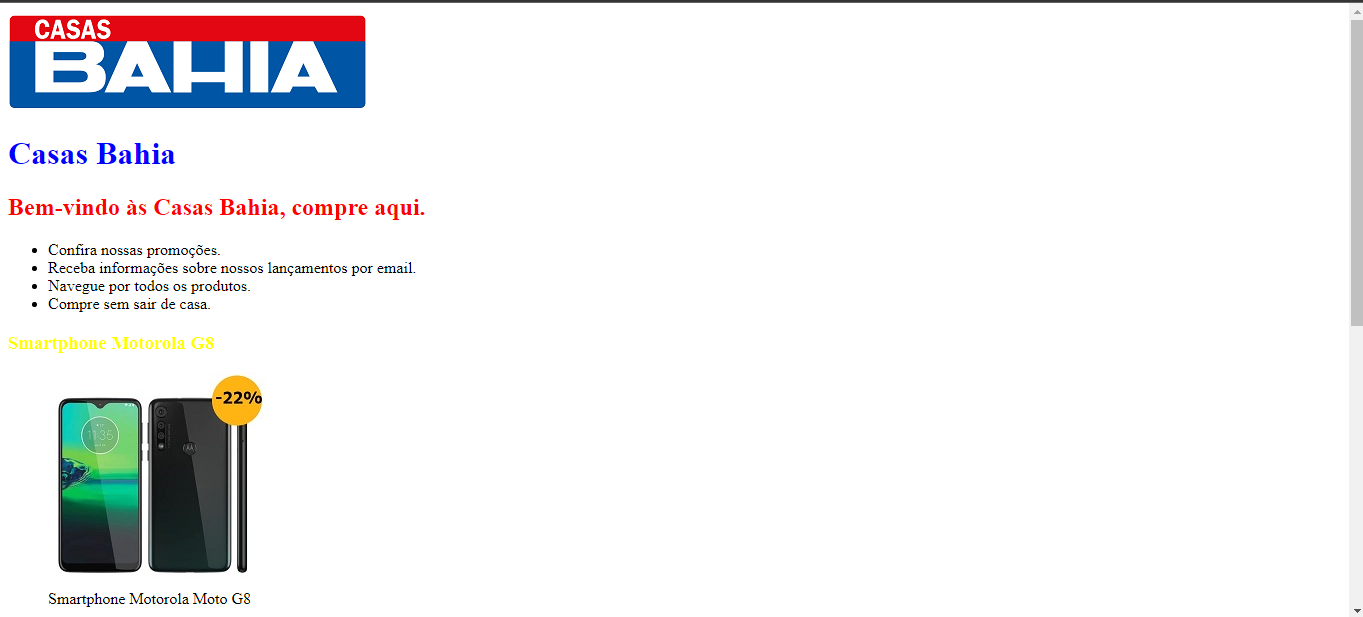 CASAS
BAHIA
Casas Bahia
Bem-vindo às Casas Bahia, compre aqui.
Confira nossas promoções.
Receba informações sobre nossos lançamentos por email.
Navegue por todos os produtos.
Compre sem sair de casa.
Smartphone Motorola G8
-22%
11:35
Smartphone Motorola Moto G8